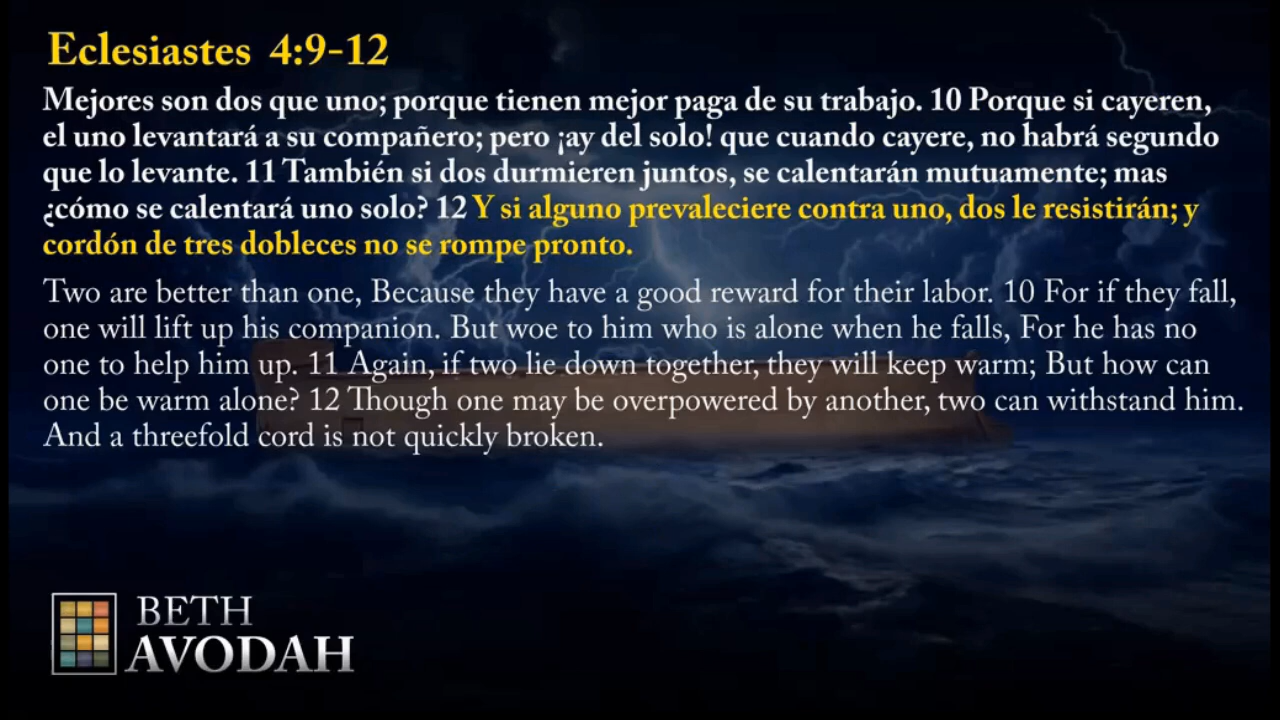 Eclesiastes 4:9-12
Mejores son dos que uno; porque tienen mejor paga de su trabajo. 10 Porque si cayeren,
el uno levantará a su compañero; pero ¡ay del solo! que cuando cayere, no habrá segundo
que lo levante. 11 También si dos durmieren juntos, se calentarán mutuamente; mas
¿cómo se calentará uno solo? 12 Y si alguno prevaleciere contra uno, dos le resistirán; y
cordón de tres dobleces no se rompe pronto.
Two are better than one, Because they have a good reward for their labor. 10 For if they fall,
one will lift up his companion. But woe to him who is alone when he falls, For he has no
one to help him up. 11 Again, if two lie down together, they will keep warm; But how can
one be warm alone? 12 Though one may be overpowered by another, two can withstand him.
And a threefold cord is not quickly broken.
BETH
AVODAH